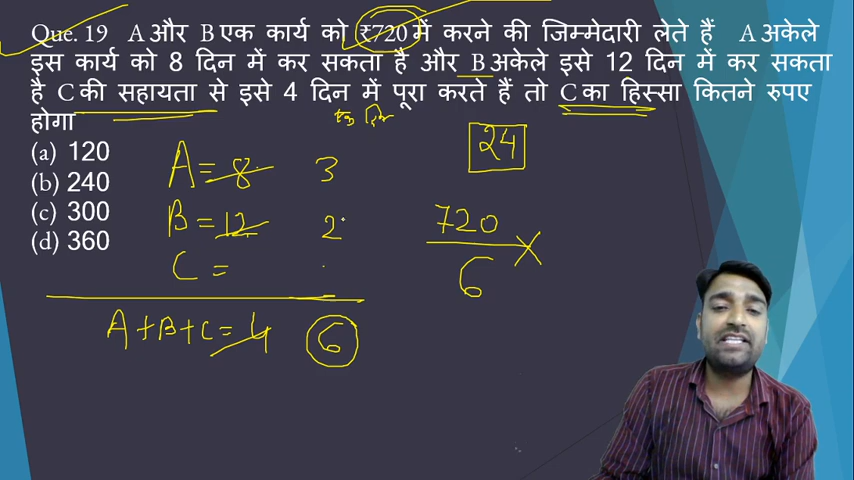 Que. 19 A और B एक कार्य को ₹720 में करने की जिम्मेदारी लेते हैं A अकेले
इस कार्य को 8 दिन में कर सकता है और B अकेले इसे 12 दिन में कर सकता
है C की सहायता से इसे 4 दिन में पूरा करते हैं तो C का हिस्सा कितने रुपए
होगा
(a) 120
(b) 240
(c) 300
(d) 360
24
A = 8 3
B = 12 2
C =
A+B+C = 4 6
720
6 ×